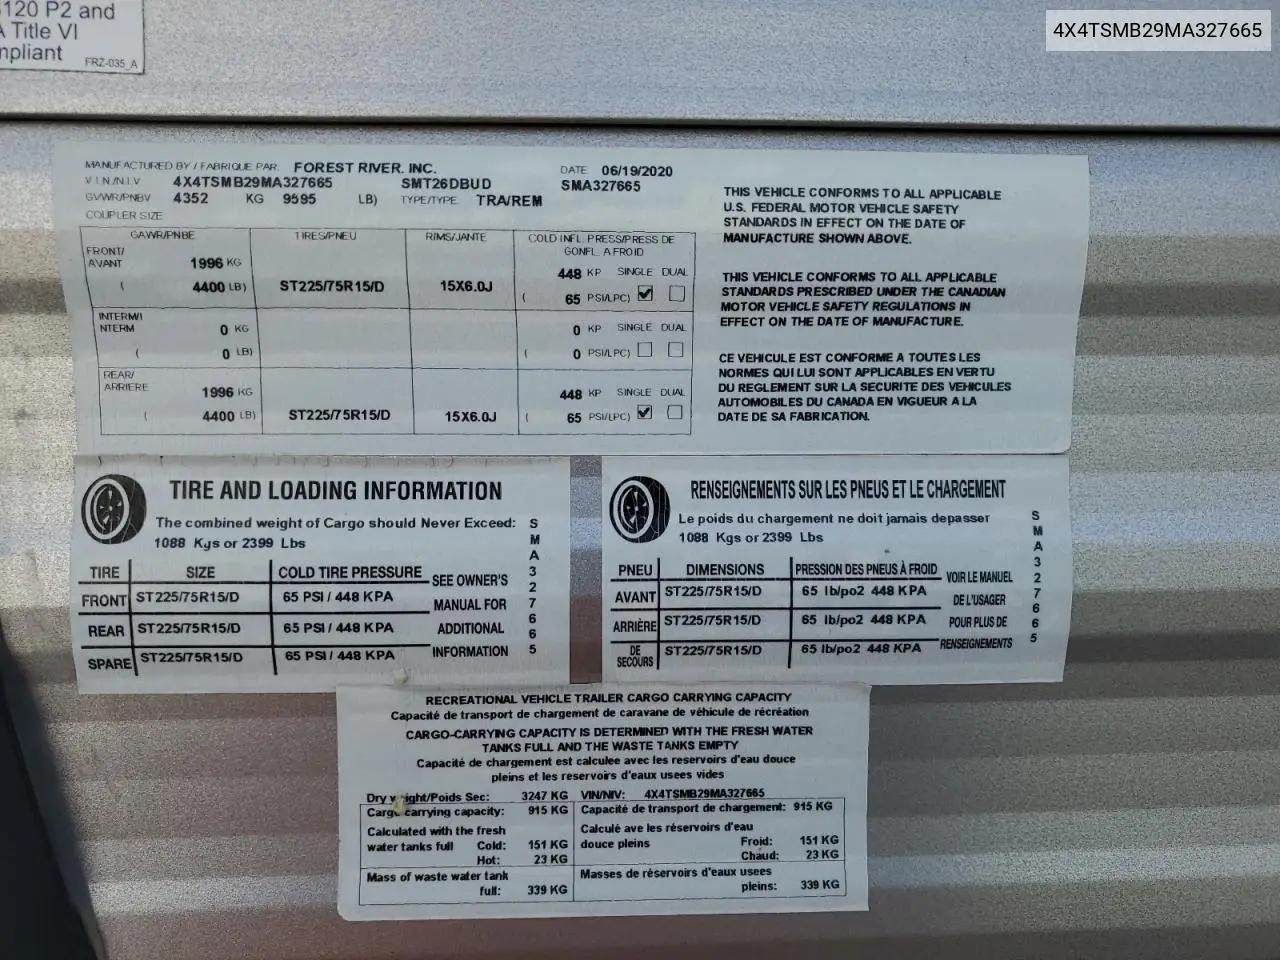 120 P2 and
A Title VI
mpliant
FRZ-035_A
4X4TSMB29MA327665
MANUFACTURED BY / FABRIQUE PAR FOREST RIVER, INC. DATE 06/19/2020
VIN/NIV 4X4TSMB29MA327665 SMT26DBUD SMA327665
GVWR/PNBV 4352 KG 9595 LB) TYPE/TYPE TRA/REM
COUPLER SIZE
GAWR/PNBE TIRES/PNEU RIMS/JANTE COLD INFL. PRESS/PRESS DE
GONFL. A FROID
FRONT/
AVANT 1996 KG 448 KP SINGLE DUAL
( 4400 LB) ST225/75R15/D 15X6.0J ( 65 PSI/LPC)
INTERM/I
NTERM 0 KG 0 KP SINGLE DUAL
( 0 LB) ( 0 PSI/LPC)
REAR/
ARRIERE 1996 KG 448 KP SINGLE DUAL
( 4400 LB) ST225/75R15/D 15X6.0J ( 65 PSI/LPC)
THIS VEHICLE CONFORMS TO ALL APPLICABLE
U.S. FEDERAL MOTOR VEHICLE SAFETY
STANDARDS IN EFFECT ON THE DATE OF
MANUFACTURE SHOWN ABOVE.
THIS VEHICLE CONFORMS TO ALL APPLICABLE
STANDARDS PRESCRIBED UNDER THE CANADIAN
MOTOR VEHICLE SAFETY REGULATIONS IN
EFFECT ON THE DATE OF MANUFACTURE.
CE VEHICULE EST CONFORME A TOUTES LES
NORMES QUI LUI SONT APPLICABLES EN VERTU
DU REGLEMENT SUR LA SECURITE DES VEHICULES
AUTOMOBILES DU CANADA EN VIGUEUR A LA
DATE DE SA FABRICATION.
TIRE AND LOADING INFORMATION
The combined weight of Cargo should Never Exceed:
1088 Kgs or 2399 Lbs
TIRE SIZE COLD TIRE PRESSURE SEE OWNER'S
FRONT ST225/75R15/D 65 PSI / 448 KPA MANUAL FOR
REAR ST225/75R15/D 65 PSI / 448 KPA ADDITIONAL
SPARE ST225/75R15/D 65 PSI / 448 KPA INFORMATION
SMA327665
RENSEIGNEMENTS SUR LES PNEUS ET LE CHARGEMENT
Le poids du chargement ne doit jamais depasser
1088 Kgs or 2399 Lbs
PNEU DIMENSIONS PRESSION DES PNEUS À FROID VOIR LE MANUEL
AVANT ST225/75R15/D 65 lb/po2 448 KPA DE L'USAGER
ARRIÈRE ST225/75R15/D 65 lb/po2 448 KPA POUR PLUS DE
DE
SECOURS ST225/75R15/D 65 lb/po2 448 KPA RENSEIGNEMENTS
SMA327665
RECREATIONAL VEHICLE TRAILER CARGO CARRYING CAPACITY
Capacité de transport de chargement de caravane de véhicule de récréation
CARGO-CARRYING CAPACITY IS DETERMINED WITH THE FRESH WATER
TANKS FULL AND THE WASTE TANKS EMPTY
Capacité de chargement est calculee avec les reservoirs d'eau douce
pleins et les reservoirs d'eaux usees vides
Dry weight/Poids Sec: 3247 KG VIN/NIV: 4X4TSMB29MA327665
Cargo carrying capacity: 915 KG Capacité de transport de chargement: 915 KG
Calculated with the fresh
water tanks full Cold: 151 KG
Hot: 23 KG
Calculé ave les réservoirs d'eau
douce pleins Froid: 151 KG
Chaud: 23 KG
Mass of waste water tank
full: 339 KG
Masses de réservoirs d'eaux usees
pleins: 339 KG